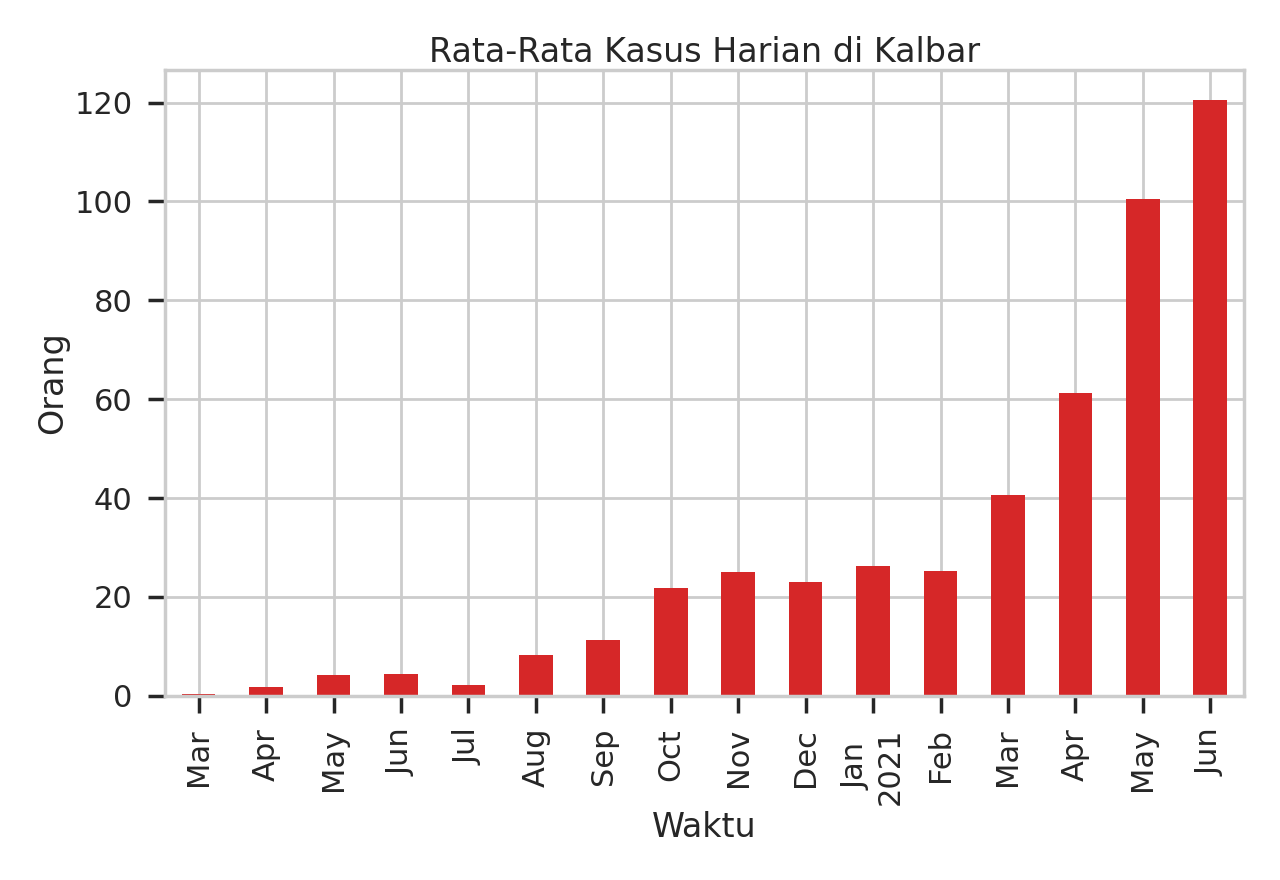 Rata-Rata Kasus Harian di Kalbar
120
100
80
60
40
20
0
Orang
Mar
Apr
May
Jun
Jul
Aug
Sep
Oct
Nov
Dec
Jan
2021
Feb
Mar
Apr
May
Jun
Waktu